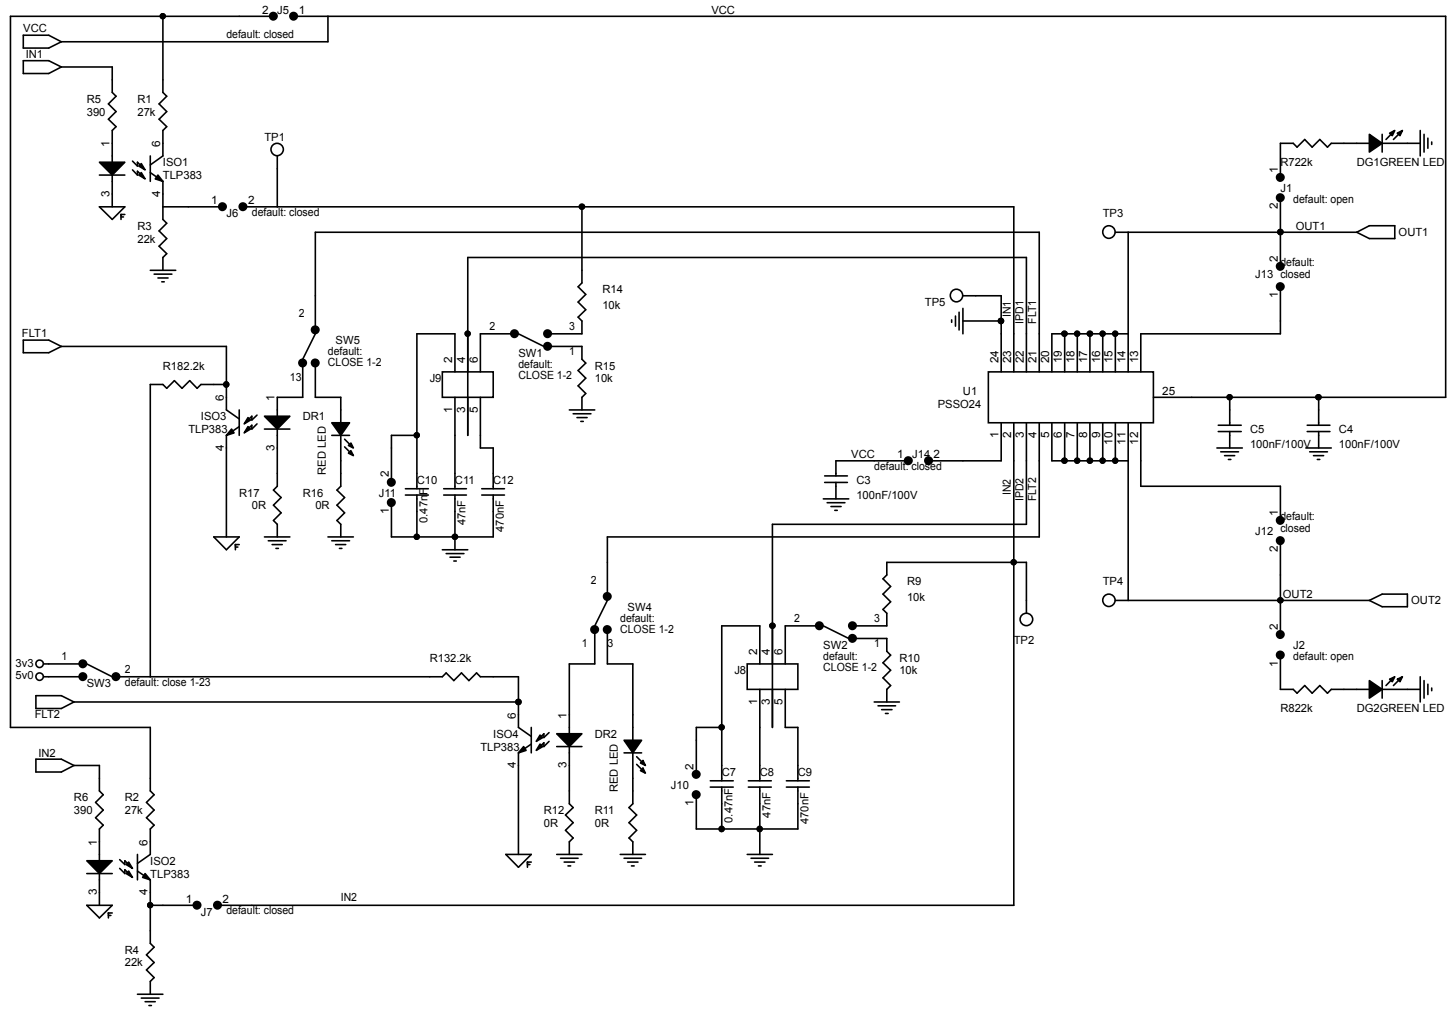 2 J5 1
VCC
default: closed
VCC
IN1
R5
390
R1
27k
1
6
ISO1
TLP383
3
4
F
R3
22k
TP1
1 J6 2
default: closed
R14
10k
2
SW1
default:
CLOSE 1-2
3
1
R15
10k
FLT1
2
SW5
default:
CLOSE 1-2
13
R182.2k
6
ISO3
TLP383
4
1
3
DR1
RED LED
R17
0R
R16
0R
F
2 4 6
J9
1 3 5
2
J11
1
C10
0.47nF
C11
47nF
C12
470nF
TP5
IN1
IPD1
FLT1
24 23 22 21 20 19 18 17 16 15 14 13
U1
PSSO24
25
1 2 3 4 5 6 7 8 9 10 11 12
IN2
IPD2
FLT2
VCC 1 J14 2
default: closed
C3
100nF/100V
C5
100nF/100V
C4
100nF/100V
R722k
DG1GREEN LED
1
J1
2
default: open
TP3
OUT1
OUT1
2
J13
default:
closed
1
1
J12
default:
closed
2
TP4
OUT2
OUT2
2
J2
1
default: open
R822k
DG2GREEN LED
2
SW4
default:
CLOSE 1-2
1
3
R9
10k
2
SW2
default:
CLOSE 1-2
3
1
R10
10k
TP2
3v3
5v0
1
SW3
2
default: close 1-23
R132.2k
FLT2
6
ISO4
TLP383
4
1
3
DR2
RED LED
R12
0R
R11
0R
F
2 4 6
J8
1 3 5
2
J10
1
C7
0.47nF
C8
47nF
C9
470nF
IN2
R6
390
R2
27k
1
6
ISO2
TLP383
3
4
F
1 J7 2
default: closed
IN2
R4
22k